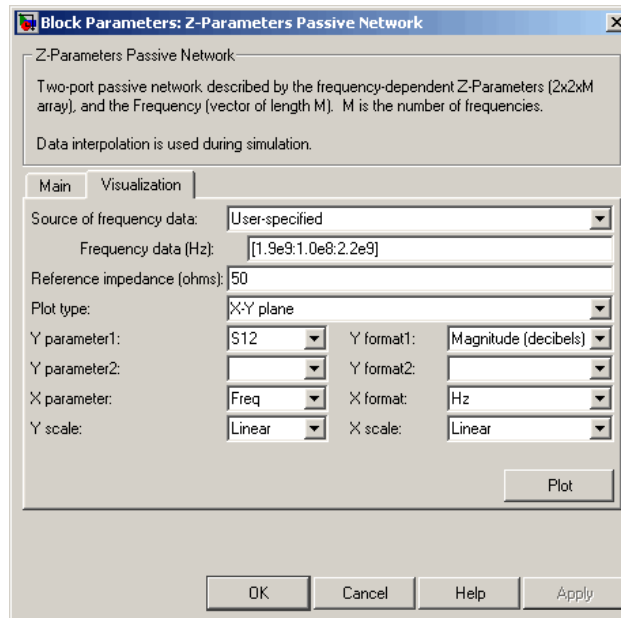 Block Parameters: Z-Parameters Passive Network
Z-Parameters Passive Network
Two-port passive network described by the frequency-dependent Z-Parameters (2x2xM
array), and the Frequency (vector of length M). M is the number of frequencies.
Data interpolation is used during simulation.
Main Visualization
Source of frequency data: User-specified
Frequency data (Hz): [1.9e9:1.0e8:2.2e9]
Reference impedance (ohms): 50
Plot type: X-Y plane
Y parameter1: S12 Y format1: Magnitude (decibels)
Y parameter2: Y format2:
X parameter: Freq X format: Hz
Y scale: Linear X scale: Linear
Plot
OK Cancel Help Apply